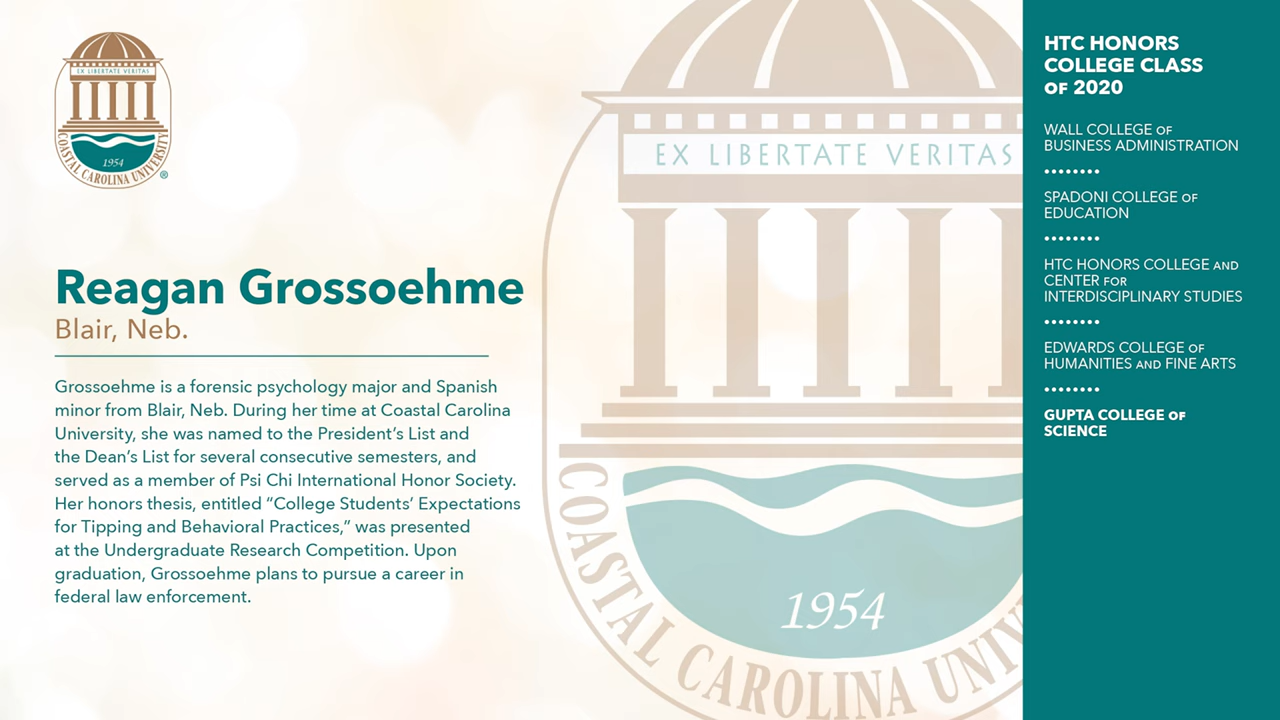 EX LIBERTATE VERITAS
1954
COASTAL CAROLINA UNIVERSITY
®
Reagan Grossoehme
Blair, Neb.
Grossoehme is a forensic psychology major and Spanish
minor from Blair, Neb. During her time at Coastal Carolina
University, she was named to the President’s List and
the Dean’s List for several consecutive semesters, and
served as a member of Psi Chi International Honor Society.
Her honors thesis, entitled “College Students’ Expectations
for Tipping and Behavioral Practices,” was presented
at the Undergraduate Research Competition. Upon
graduation, Grossoehme plans to pursue a career in
federal law enforcement.
EX LIBERTATE VERITAS
1954
COASTAL CAROLINA UNIV
HTC HONORS
COLLEGE CLASS
OF 2020
WALL COLLEGE OF
BUSINESS ADMINISTRATION
SPADONI COLLEGE OF
EDUCATION
HTC HONORS COLLEGE AND
CENTER FOR
INTERDISCIPLINARY STUDIES
EDWARDS COLLEGE OF
HUMANITIES AND FINE ARTS
GUPTA COLLEGE OF
SCIENCE